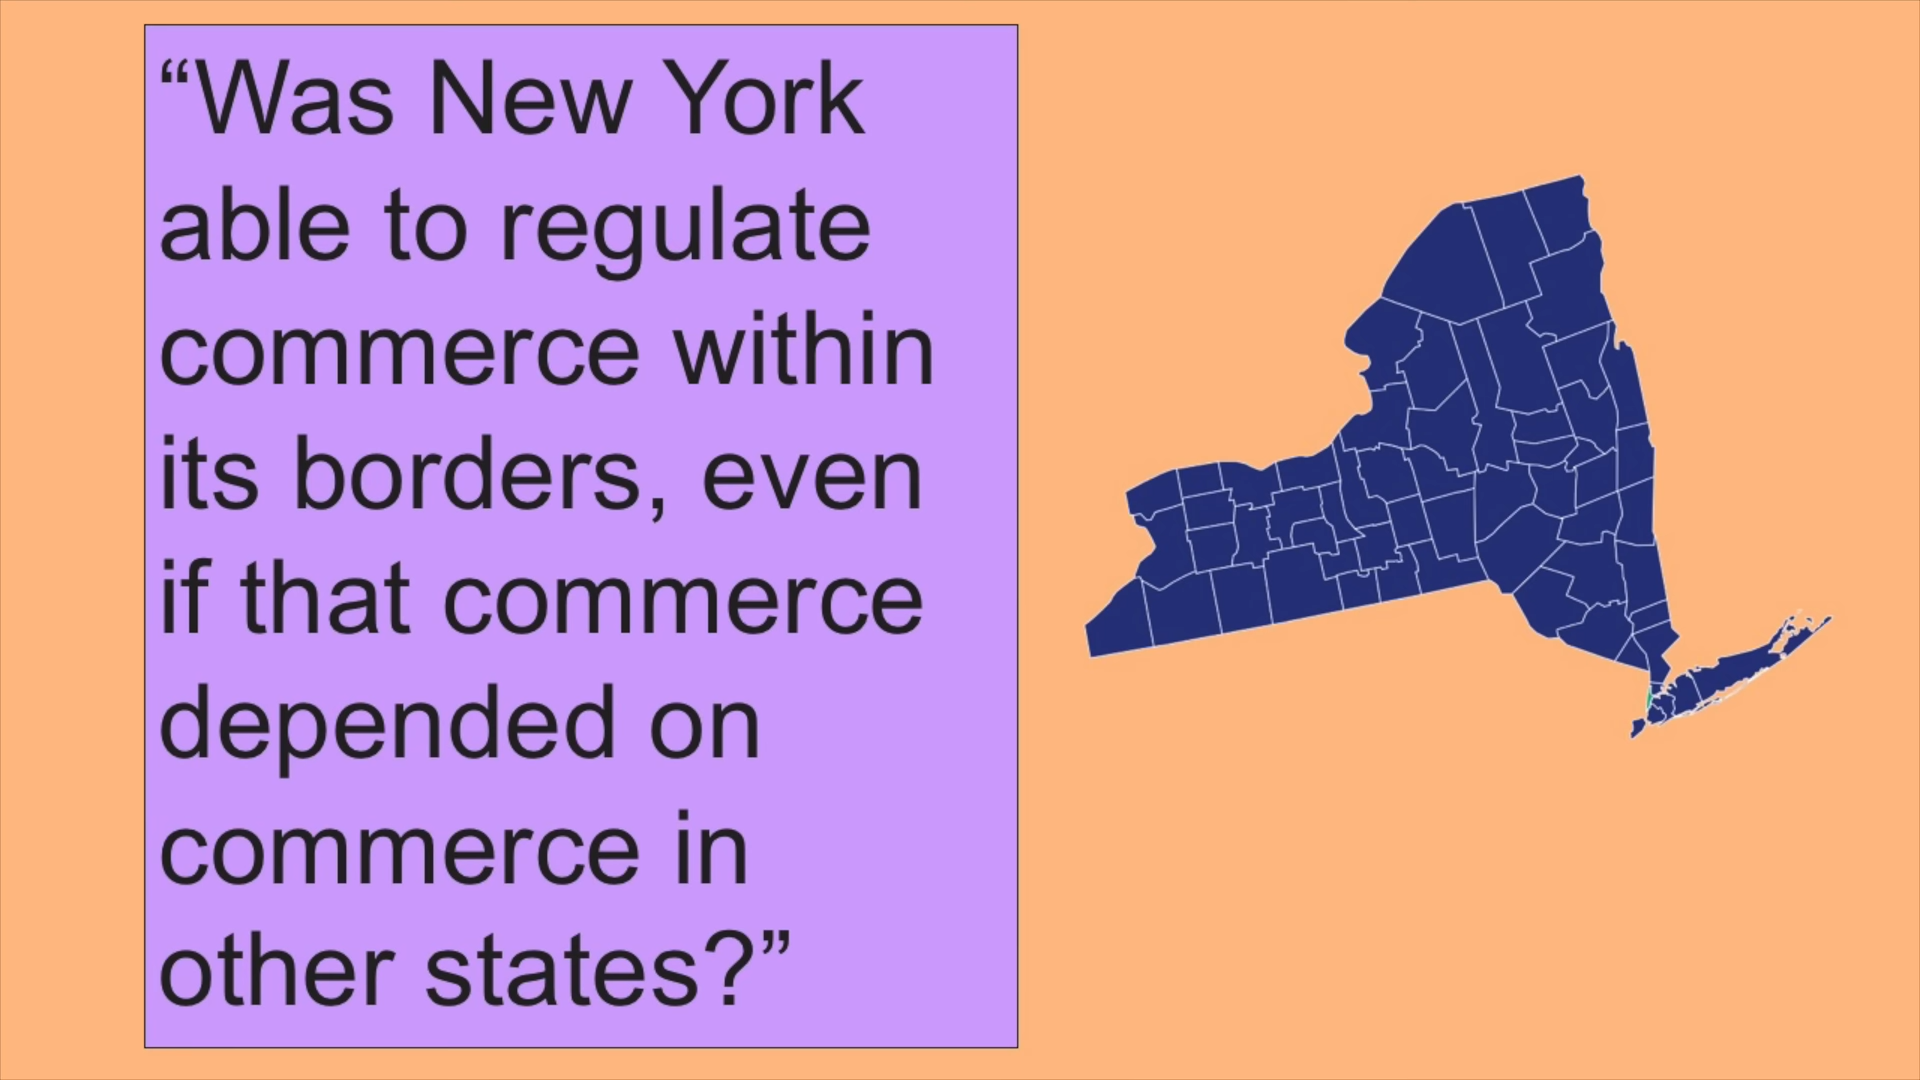 “Was New York
able to regulate
commerce within
its borders, even
if that commerce
depended on
commerce in
other states?”